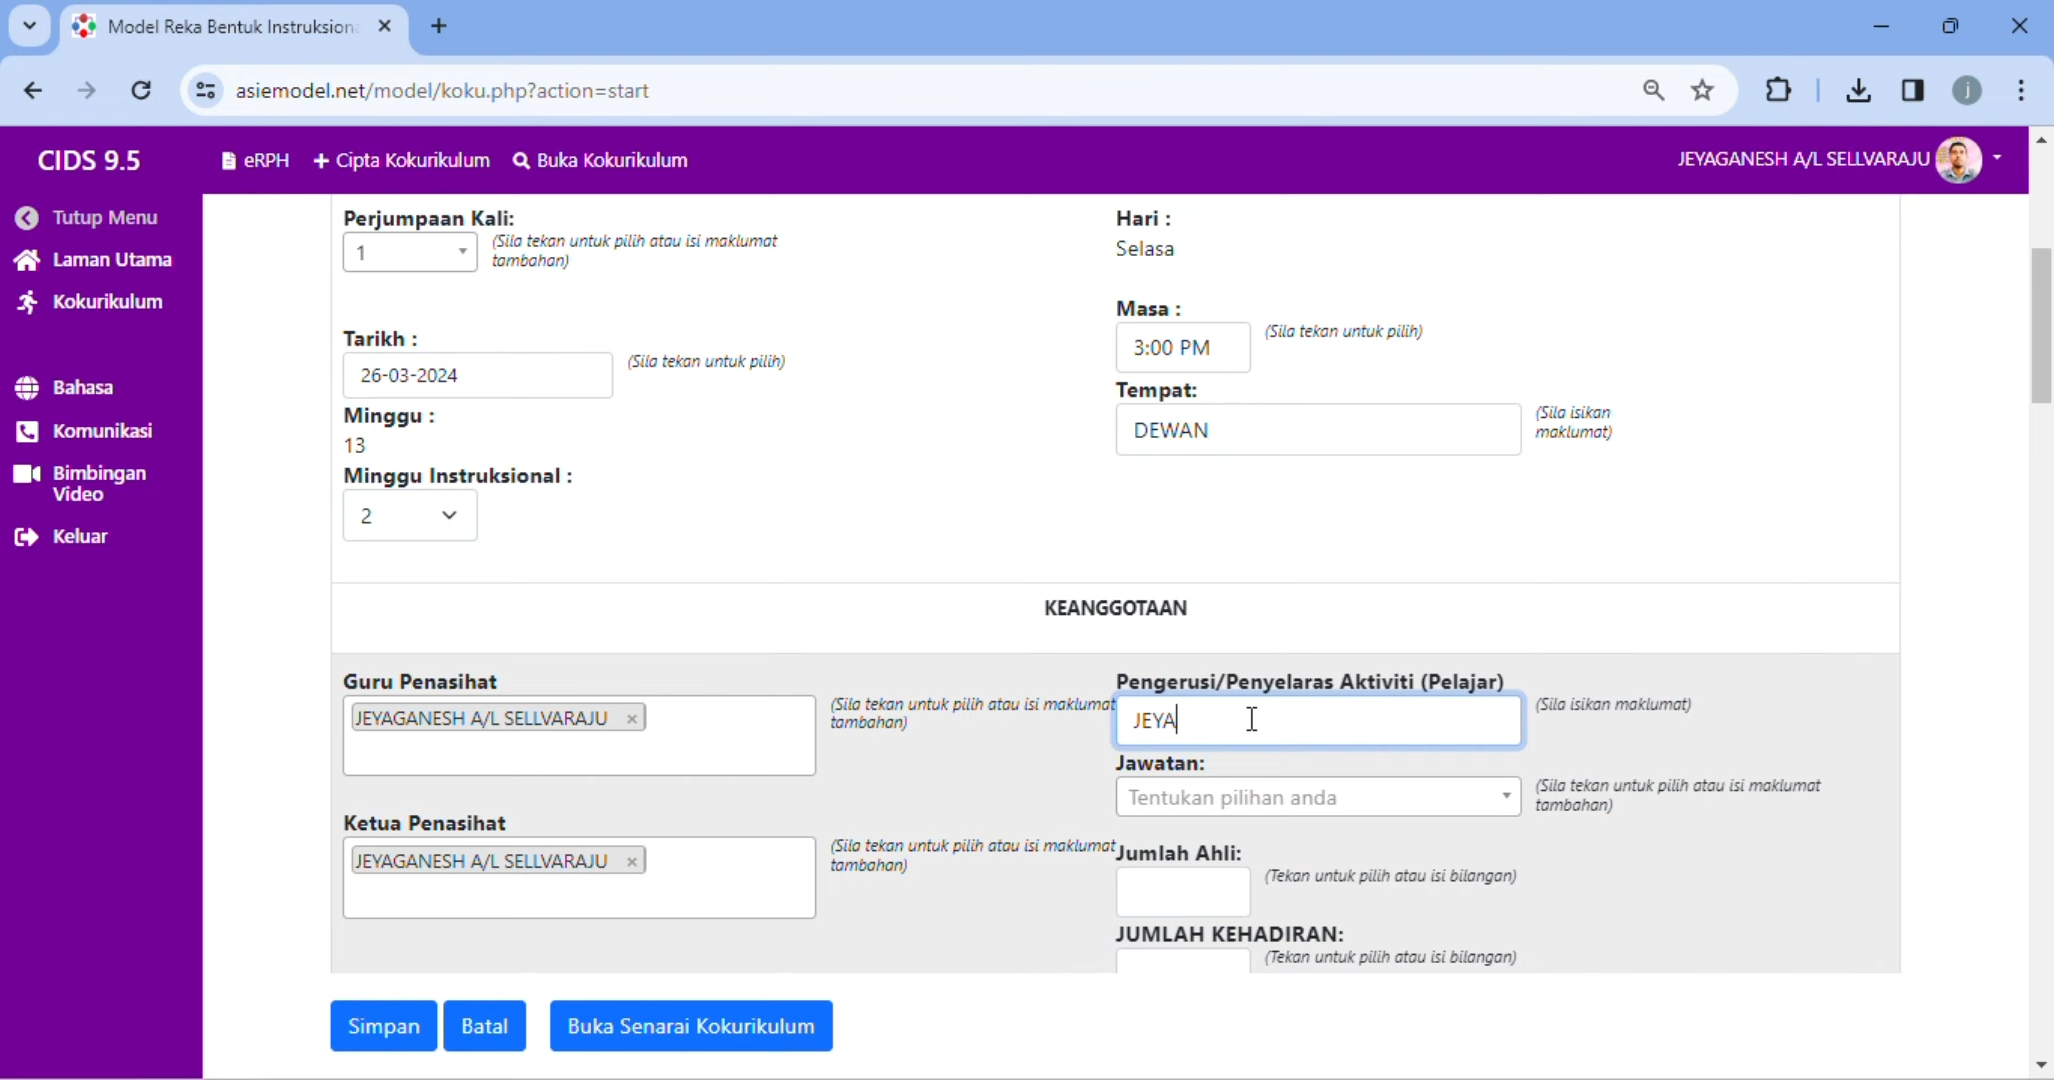 Model Reka Bentuk Instruksiona
asiemodel.net/model/koku.php?action=start
j
CIDS 9.5
eRPH
Cipta Kokurikulum
Buka Kokurikulum
JEYAGANESH A/L SELLVARAJU
Tutup Menu
Laman Utama
Kokurikulum
Bahasa
Komunikasi
Bimbingan
Video
Keluar
Perjumpaan Kali:
1
(Sila tekan untuk pilih atau isi maklumat
tambahan)
Tarikh :
26-03-2024
(Sila tekan untuk pilih)
Minggu :
13
Minggu Instruksional :
2
Hari :
Selasa
Masa :
3:00 PM
(Sila tekan untuk pilih)
Tempat:
DEWAN
(Sila isikan
maklumat)
KEANGGOTAAN
Guru Penasihat
JEYAGANESH A/L SELLVARAJU ×
(Sila tekan untuk pilih atau isi maklumat
tambahan)
Ketua Penasihat
JEYAGANESH A/L SELLVARAJU ×
(Sila tekan untuk pilih atau isi maklumat
tambahan)
Pengerusi/Penyelaras Aktiviti (Pelajar)
JEYA
(Sila isikan maklumat)
Jawatan:
Tentukan pilihan anda
(Sila tekan untuk pilih atau isi maklumat
tambahan)
Jumlah Ahli:
(Tekan untuk pilih atau isi bilangan)
JUMLAH KEHADIRAN:
(Tekan untuk pilih atau isi bilangan)
Simpan
Batal
Buka Senarai Kokurikulum